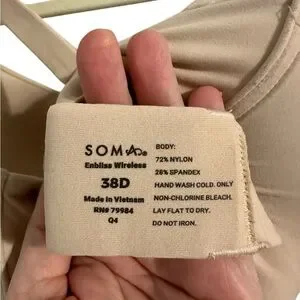 SOMA®
Enbliss Wireless
38D
Made in Vietnam
RN# 79984
Q4
BODY:
72% NYLON
28% SPANDEX
HAND WASH COLD. ONLY
NON-CHLORINE BLEACH.
LAY FLAT TO DRY.
DO NOT IRON.